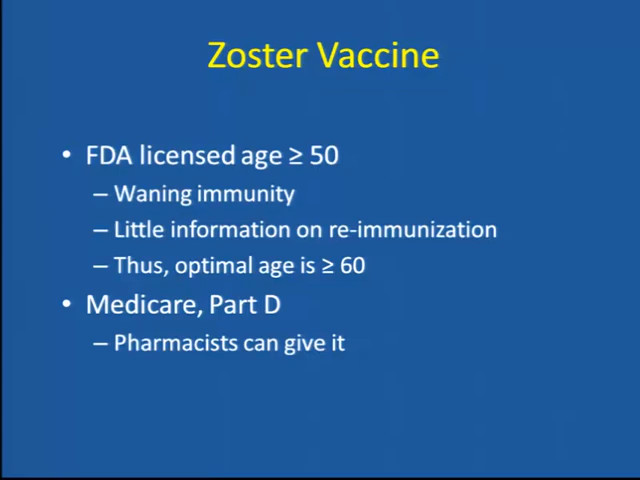 Zoster Vaccine
• FDA licensed age ≥ 50
– Waning immunity
– Little information on re-immunization
– Thus, optimal age is ≥ 60
• Medicare, Part D
– Pharmacists can give it